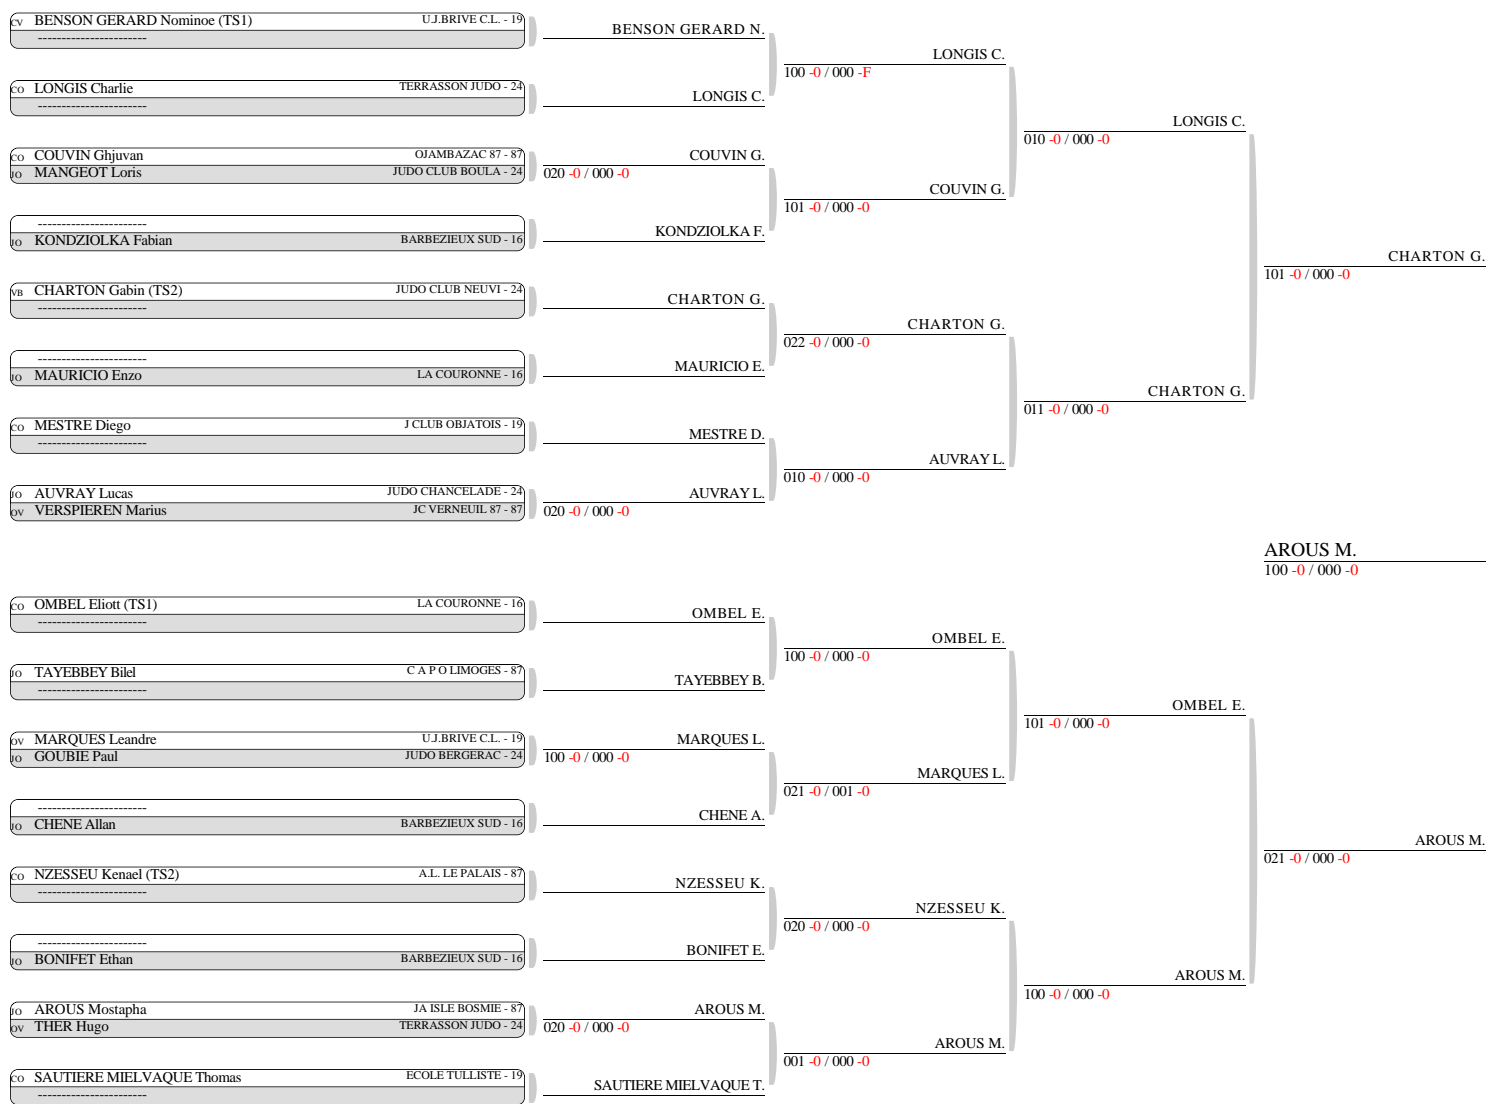 CV BENSON GERARD Nominoe (TS1) U.J.BRIVE C.L. - 19
-----------------------
BENSON GERARD N.
LONGIS C.
100 -0 / 000 -F
CO LONGIS Charlie TERRASSON JUDO - 24
-----------------------
LONGIS C.
LONGIS C.
010 -0 / 000 -0
CO COUVIN Ghjuvan OJAMBAZAC 87 - 87
JO MANGEOT Loris JUDO CLUB BOULA - 24
COUVIN G.
020 -0 / 000 -0
COUVIN G.
101 -0 / 000 -0
-----------------------
JO KONDZIOLKA Fabian BARBEZIEUX SUD - 16
KONDZIOLKA F.
CHARTON G.
101 -0 / 000 -0
VB CHARTON Gabin (TS2) JUDO CLUB NEUVI - 24
-----------------------
CHARTON G.
CHARTON G.
022 -0 / 000 -0
-----------------------
JO MAURICIO Enzo LA COURONNE - 16
MAURICIO E.
CHARTON G.
011 -0 / 000 -0
CO MESTRE Diego J CLUB OBJATOIS - 19
-----------------------
MESTRE D.
AUVRAY L.
010 -0 / 000 -0
JO AUVRAY Lucas JUDO CHANCELADE - 24
OV VERSPIEREN Marius JC VERNEUIL 87 - 87
AUVRAY L.
020 -0 / 000 -0
AROUS M.
100 -0 / 000 -0
CO OMBEL Eliott (TS1) LA COURONNE - 16
-----------------------
OMBEL E.
OMBEL E.
100 -0 / 000 -0
JO TAYEBBEY Bilel C A P O LIMOGES - 87
-----------------------
TAYEBBEY B.
OMBEL E.
101 -0 / 000 -0
OV MARQUES Leandre U.J.BRIVE C.L. - 19
JO GOUBIE Paul JUDO BERGERAC - 24
MARQUES L.
100 -0 / 000 -0
MARQUES L.
021 -0 / 001 -0
-----------------------
JO CHENE Allan BARBEZIEUX SUD - 16
CHENE A.
AROUS M.
021 -0 / 000 -0
CO NZESSEU Kenael (TS2) A.L. LE PALAIS - 87
-----------------------
NZESSEU K.
NZESSEU K.
020 -0 / 000 -0
-----------------------
JO BONIFET Ethan BARBEZIEUX SUD - 16
BONIFET E.
AROUS M.
100 -0 / 000 -0
JO AROUS Mostapha JA ISLE BOSMIE - 87
OV THER Hugo TERRASSON JUDO - 24
AROUS M.
020 -0 / 000 -0
AROUS M.
001 -0 / 000 -0
CO SAUTIERE MIELVAQUE Thomas ECOLE TULLISTE - 19
-----------------------
SAUTIERE MIELVAQUE T.